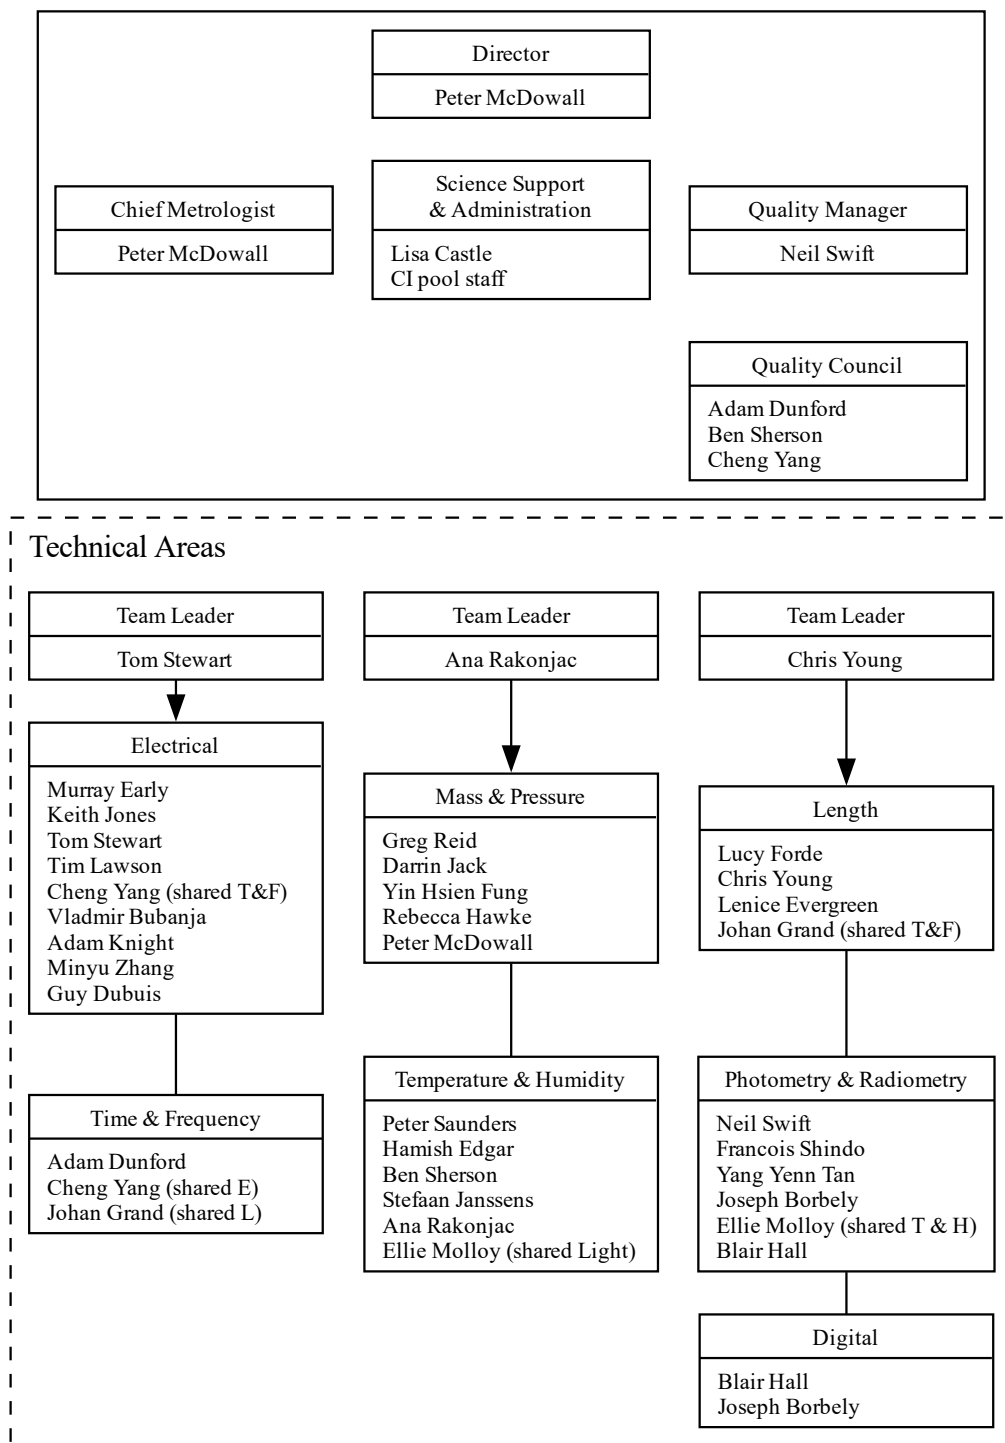 Director
Peter McDowall
Chief Metrologist
Peter McDowall
Science Support
& Administration
Lisa Castle
CI pool staff
Quality Manager
Neil Swift
Quality Council
Adam Dunford
Ben Sherson
Cheng Yang
Technical Areas
Team Leader
Tom Stewart
Electrical
Murray Early
Keith Jones
Tom Stewart
Tim Lawson
Cheng Yang (shared T&F)
Vladmir Bubanja
Adam Knight
Minyu Zhang
Guy Dubuis
Time & Frequency
Adam Dunford
Cheng Yang (shared E)
Johan Grand (shared L)
Team Leader
Ana Rakonjac
Mass & Pressure
Greg Reid
Darrin Jack
Yin Hsien Fung
Rebecca Hawke
Peter McDowall
Temperature & Humidity
Peter Saunders
Hamish Edgar
Ben Sherson
Stefaan Janssens
Ana Rakonjac
Ellie Molloy (shared Light)
Team Leader
Chris Young
Length
Lucy Forde
Chris Young
Lenice Evergreen
Johan Grand (shared T&F)
Photometry & Radiometry
Neil Swift
Francois Shindo
Yang Yenn Tan
Joseph Borbely
Ellie Molloy (shared T & H)
Blair Hall
Digital
Blair Hall
Joseph Borbely